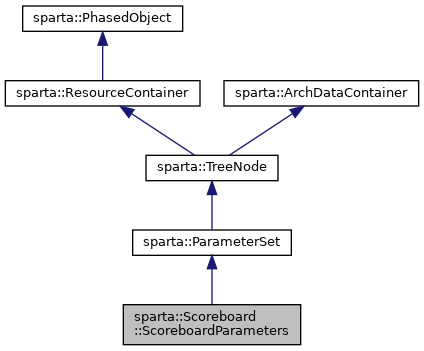 sparta::PhasedObject
sparta::ResourceContainer
sparta::ArchDataContainer
sparta::TreeNode
sparta::ParameterSet
sparta::Scoreboard
::ScoreboardParameters